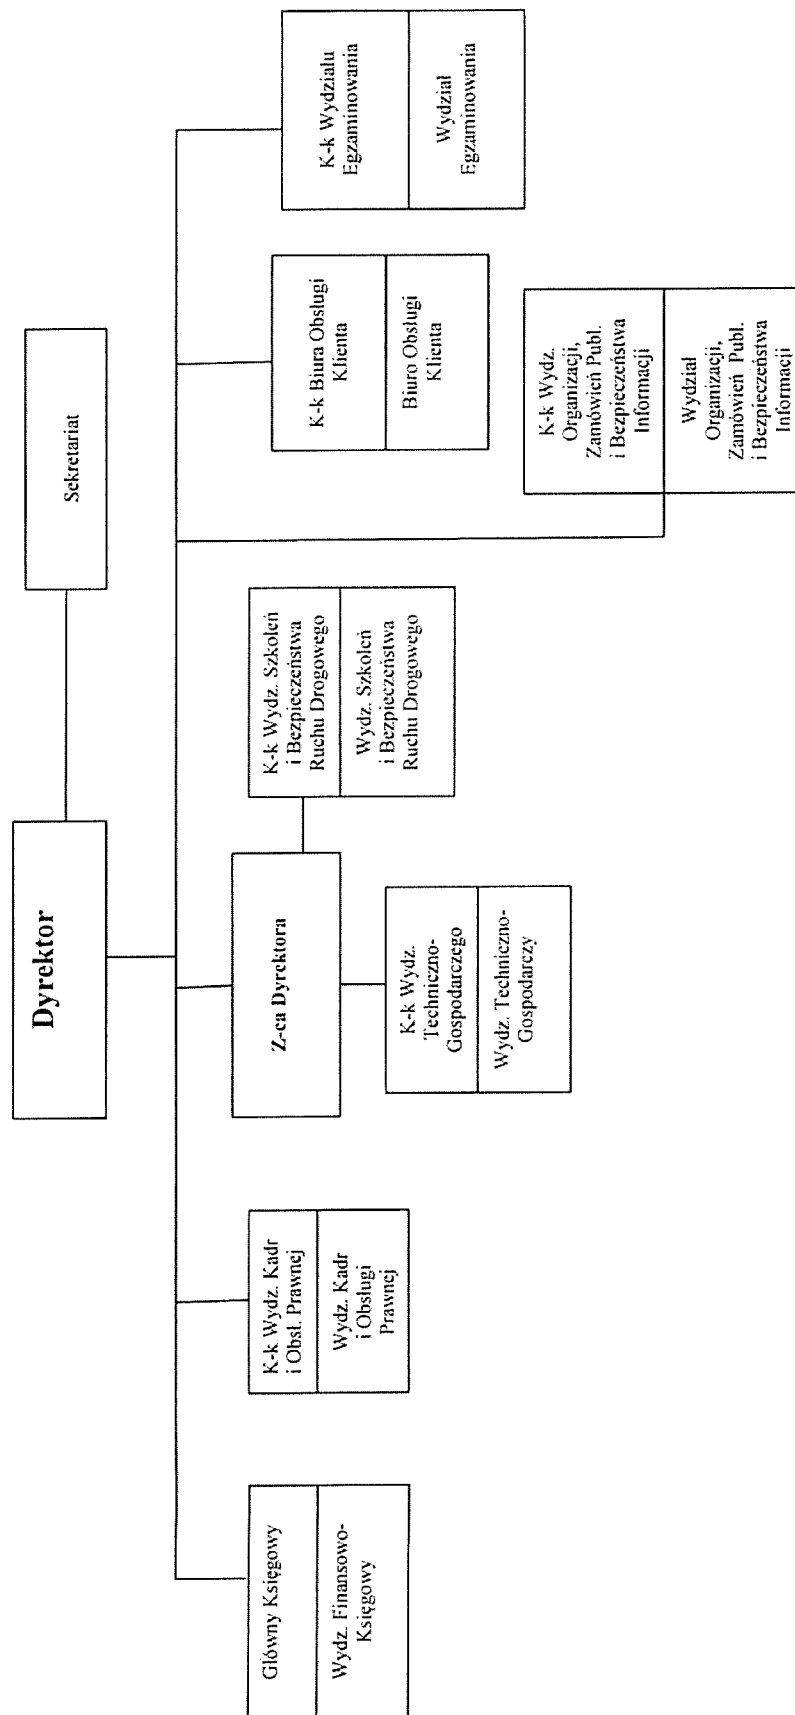 Dyrektor
Sekretariat
Główny Księgowy
Wydz. Finansowo-
Księgowy
K-k Wydz. Kadr
i Obsł. Prawnej
Wydz. Kadr
i Obsługi
Prawnej
Z-ca Dyrektora
K-k Wydz.
Techniczno-
Gospodarczego
Wydz. Techniczno-
Gospodarczy
K-k Wydz. Szkoleń
i Bezpieczeństwa
Ruchu Drogowego
Wydz. Szkoleń
i Bezpieczeństwa
Ruchu Drogowego
K-k Wydz.
Organizacji,
Zamówień Publ.
i Bezpieczeństwa
Informacji
Wydział
Organizacji,
Zamówień Publ.
i Bezpieczeństwa
Informacji
K-k Biura Obsługi
Klienta
Biuro Obsługi
Klienta
K-k Wydziału
Egzaminowania
Wydział
Egzaminowania